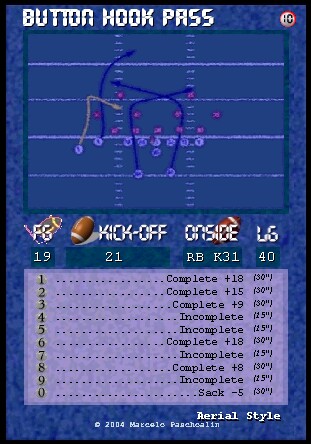 BUTTON HOOK PASS
10
FG KICK-OFF ONSIDE LG
19 21 RB K31 40
1 ..................Complete +18 (30")
2 ..................Complete +15 (30")
3 ...................Complete +9 (30")
4 ....................Incomplete (15")
5 ....................Incomplete (15")
6 ..................Complete +18 (30")
7 ....................Incomplete (15")
8 ...................Complete +8 (30")
9 ....................Incomplete (15")
0 .......................Sack -5 (30")
Aerial Style
© 2004 Marcelo Paschoalin